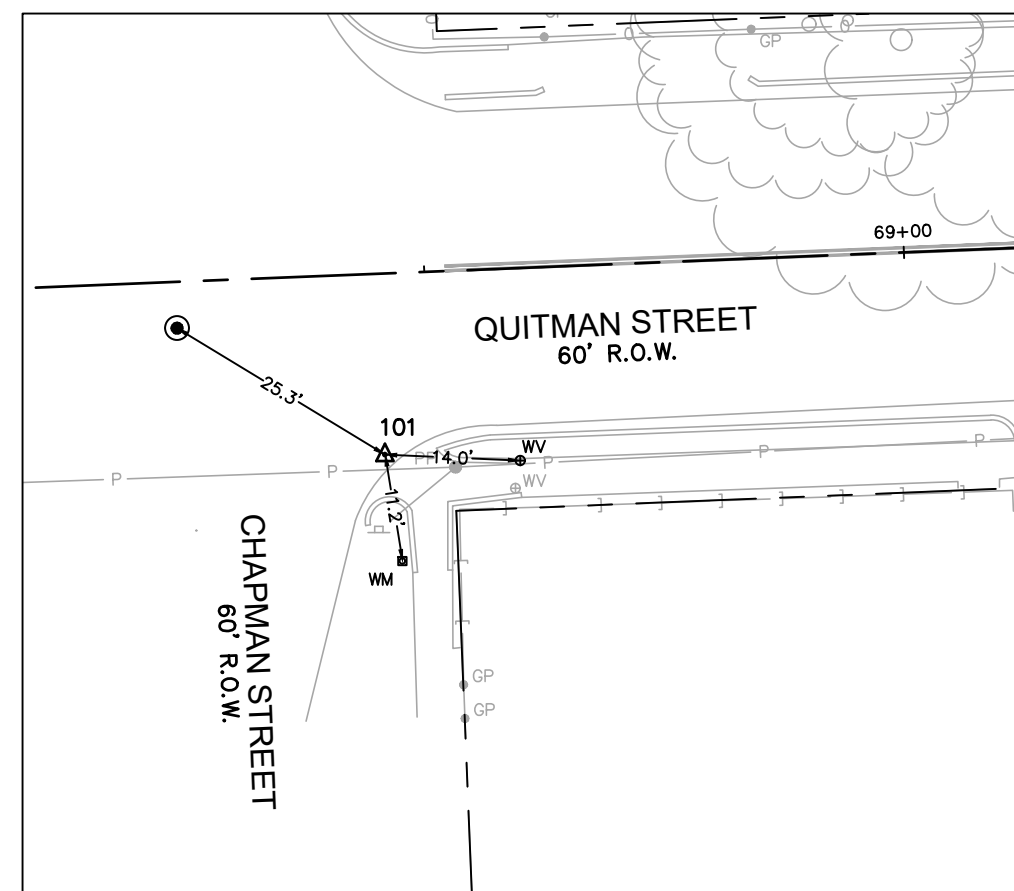 GP
69+00
QUITMAN STREET
60' R.O.W.
25.3'
101
WV
14.0'
PP
P
P
P
P
P
WV
11.2'
WM
CHAPMAN STREET
60' R.O.W.
GP
GP